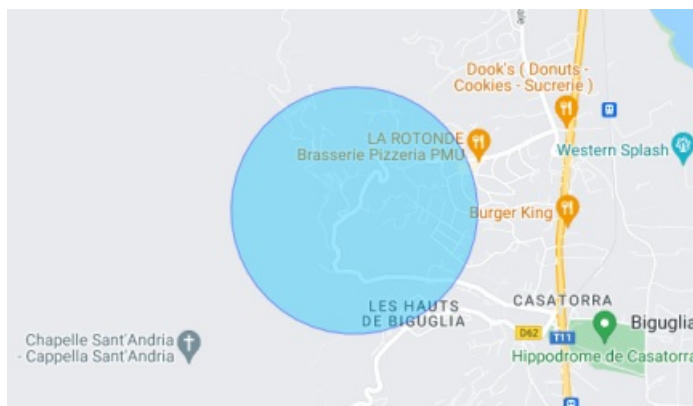 ale
Dook's ( Donuts -
Cookies - Sucrerie )
LA ROTONDE
Brasserie Pizzeria PMU
Western Splash
Burger King
LES HAUTS
DE BIGUGLIA
CASATORRA
D62
T11
Biguglia
Hippodrome de Casatorra
Chapelle Sant'Andria
- Cappella Sant'Andria